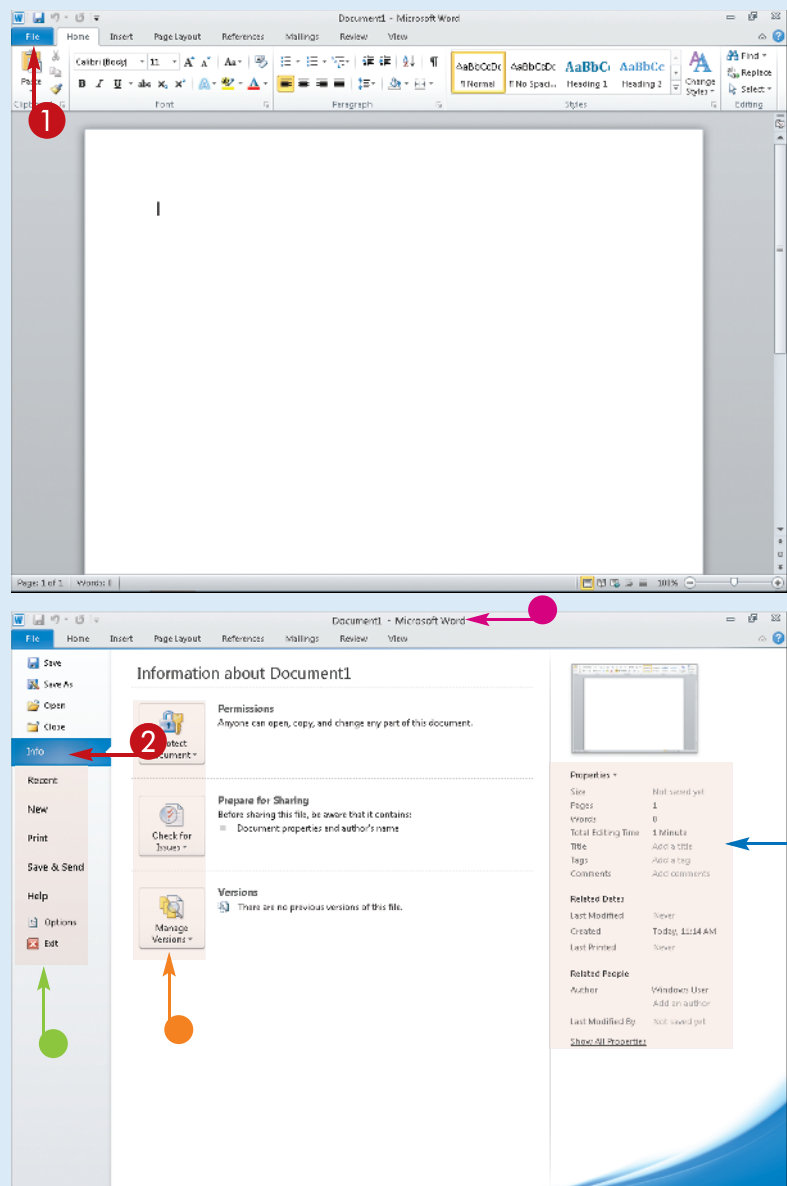 Document1 - Microsoft Word
File Home Insert Page Layout References Mailings Review View
Calibri (Body) 11
AaBbCcDc AaBbCcDc AaBbC AaBbCc
Paste
¶ Normal ¶ No Spaci... Heading 1 Heading 2
Change Styles
Find
Replace
Select
Clipboard Font Paragraph Styles Editing
1
Page: 1 of 1 Words: 0 100%
Document1 - Microsoft Word
File Home Insert Page Layout References Mailings Review View
Save
Save As
Open
Close
Info
Recent
New
Print
Save & Send
Help
Options
Exit
2
Information about Document1
Protect
Document
Permissions
Anyone can open, copy, and change any part of this document.
Check for
Issues
Prepare for Sharing
Before sharing this file, be aware that it contains:
Document properties and author's name
Manage
Versions
Versions
There are no previous versions of this file.
Properties
Size Not saved yet
Pages 1
Words 0
Total Editing Time 1 Minute
Title Add a title
Tags Add a tag
Comments Add comments
Related Dates
Last Modified Never
Created Today, 11:14 AM
Last Printed Never
Related People
Author Windows User
Add an author
Last Modified By Not saved yet
Show All Properties